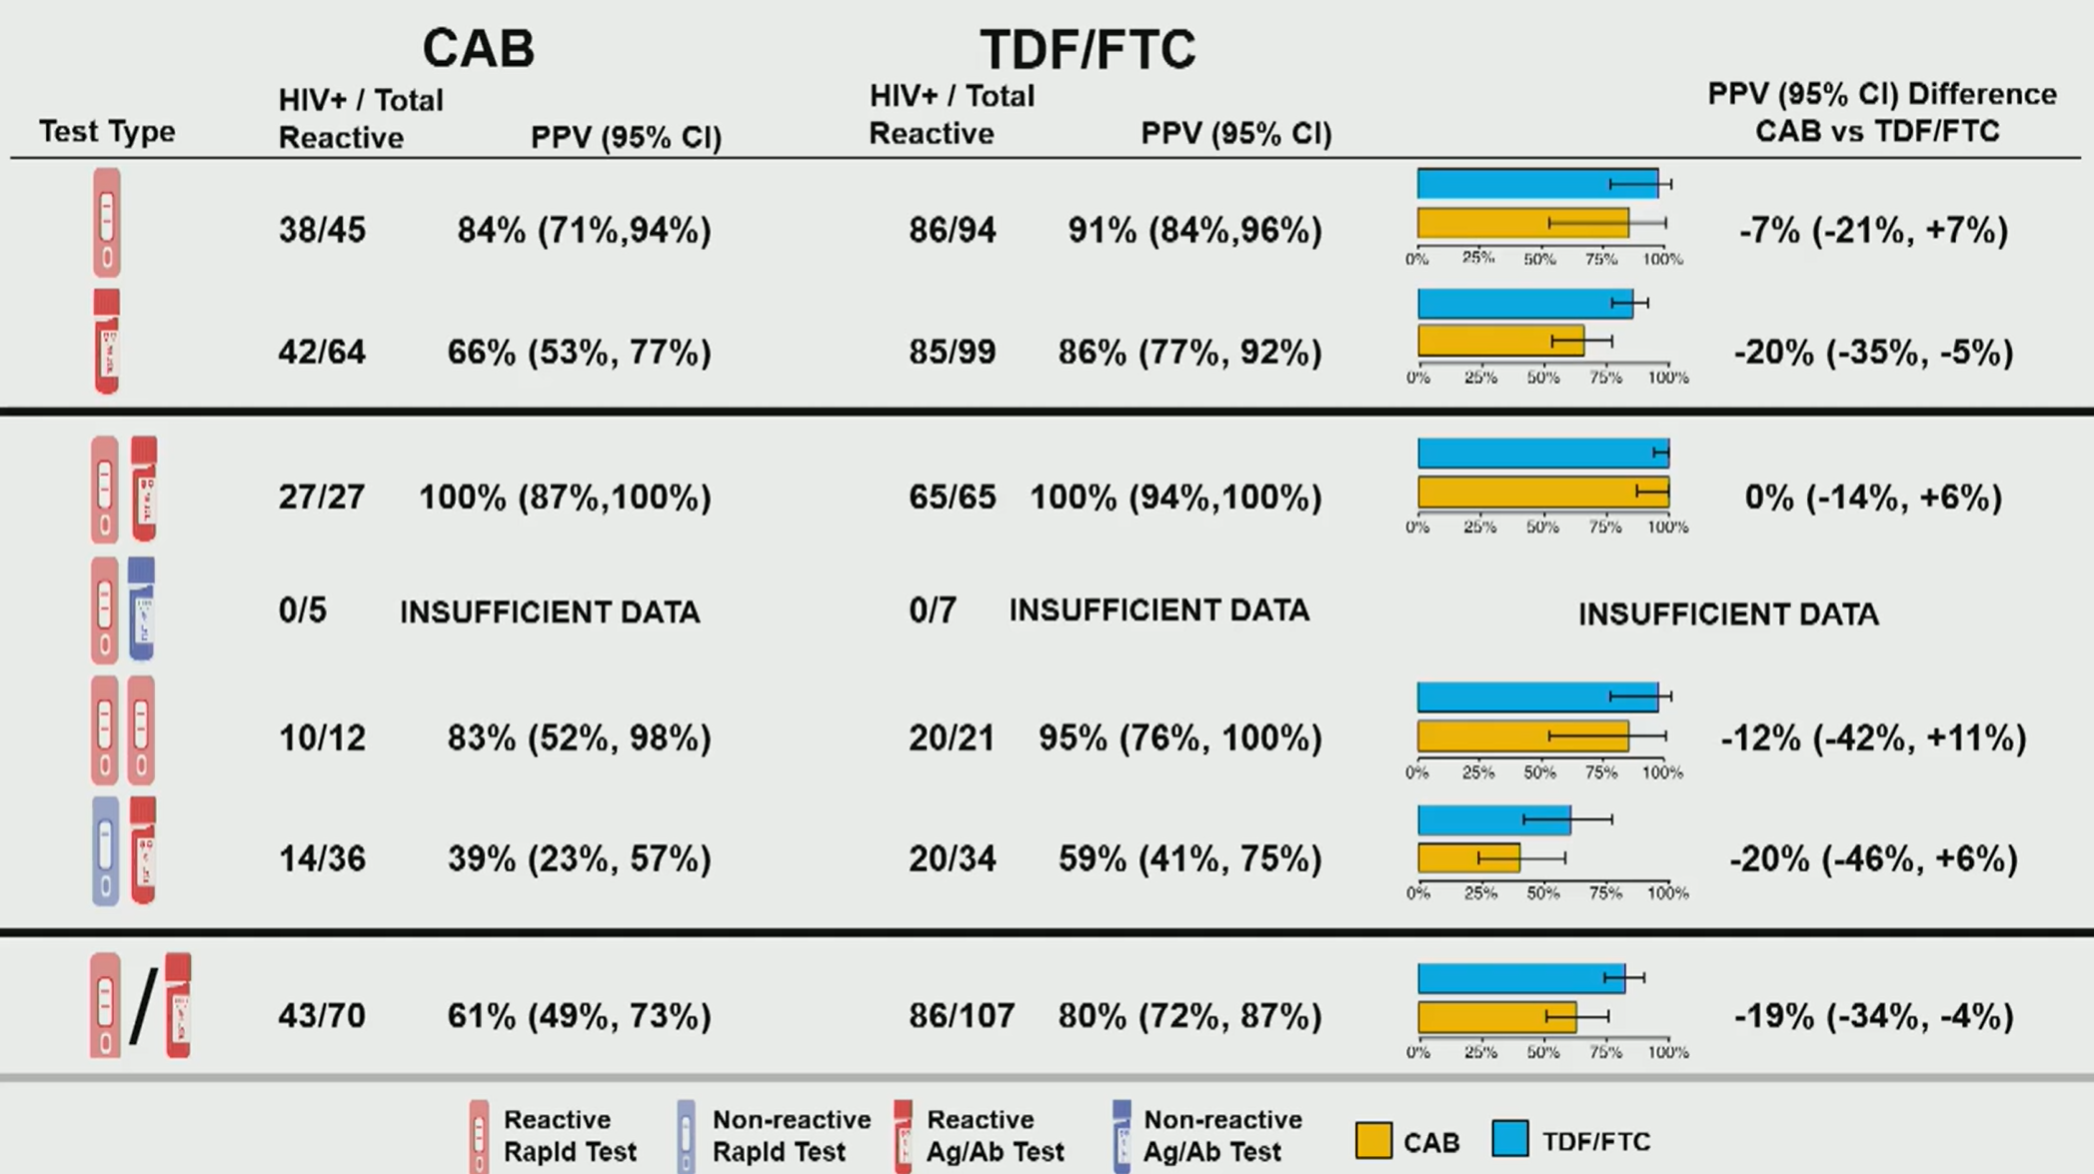 CAB
TDF/FTC
Test Type
HIV+ / Total
Reactive
PPV (95% CI)
HIV+ / Total
Reactive
PPV (95% CI)
PPV (95% CI) Difference
CAB vs TDF/FTC
38/45 84% (71%,94%) 86/94 91% (84%,96%) -7% (-21%, +7%)
0% 25% 50% 75% 100%
42/64 66% (53%, 77%) 85/99 86% (77%, 92%) -20% (-35%, -5%)
0% 25% 50% 75% 100%
27/27 100% (87%,100%) 65/65 100% (94%,100%) 0% (-14%, +6%)
0% 25% 50% 75% 100%
0/5 INSUFFICIENT DATA 0/7 INSUFFICIENT DATA INSUFFICIENT DATA
10/12 83% (52%, 98%) 20/21 95% (76%, 100%) -12% (-42%, +11%)
0% 25% 50% 75% 100%
14/36 39% (23%, 57%) 20/34 59% (41%, 75%) -20% (-46%, +6%)
0% 25% 50% 75% 100%
/ 43/70 61% (49%, 73%) 86/107 80% (72%, 87%) -19% (-34%, -4%)
0% 25% 50% 75% 100%
Reactive
Rapid Test
Non-reactive
Rapid Test
Reactive
Ag/Ab Test
Non-reactive
Ag/Ab Test
CAB
TDF/FTC